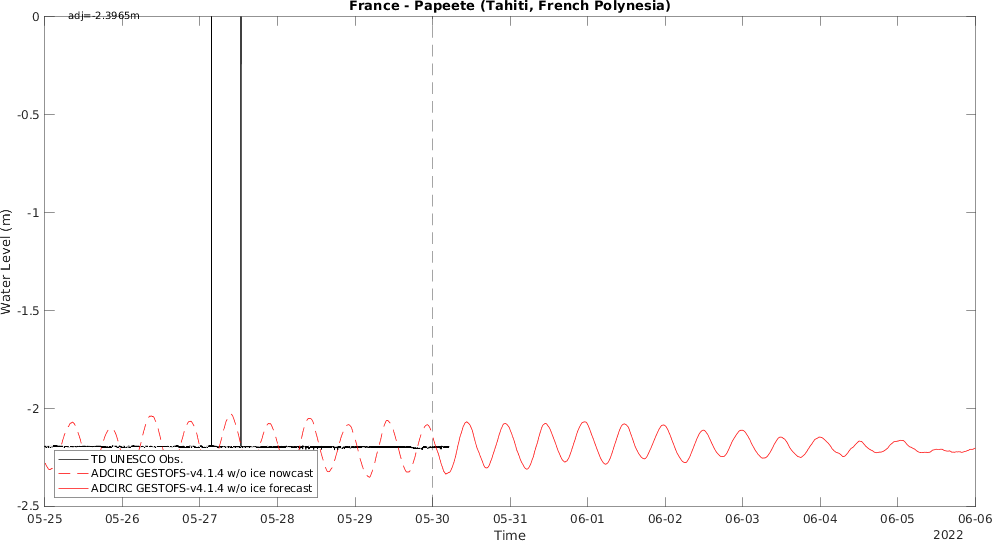 France - Papeete (Tahiti, French Polynesia)
adj=-2.3965m
0
-0.5
-1
-1.5
-2
-2.5
Water Level (m)
TD UNESCO Obs.
ADCIRC GESTOFS-v4.1.4 w/o ice nowcast
ADCIRC GESTOFS-v4.1.4 w/o ice forecast
05-25 05-26 05-27 05-28 05-29 05-30 05-31 06-01 06-02 06-03 06-04 06-05 06-06
Time
2022